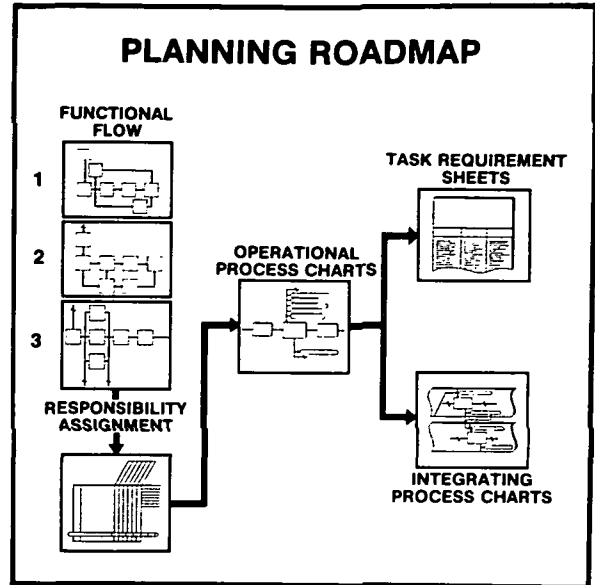 PLANNING ROADMAP
FUNCTIONAL
FLOW
1
2
3
RESPONSIBILITY
ASSIGNMENT
OPERATIONAL
PROCESS CHARTS
TASK REQUIREMENT
SHEETS
INTEGRATING
PROCESS CHARTS